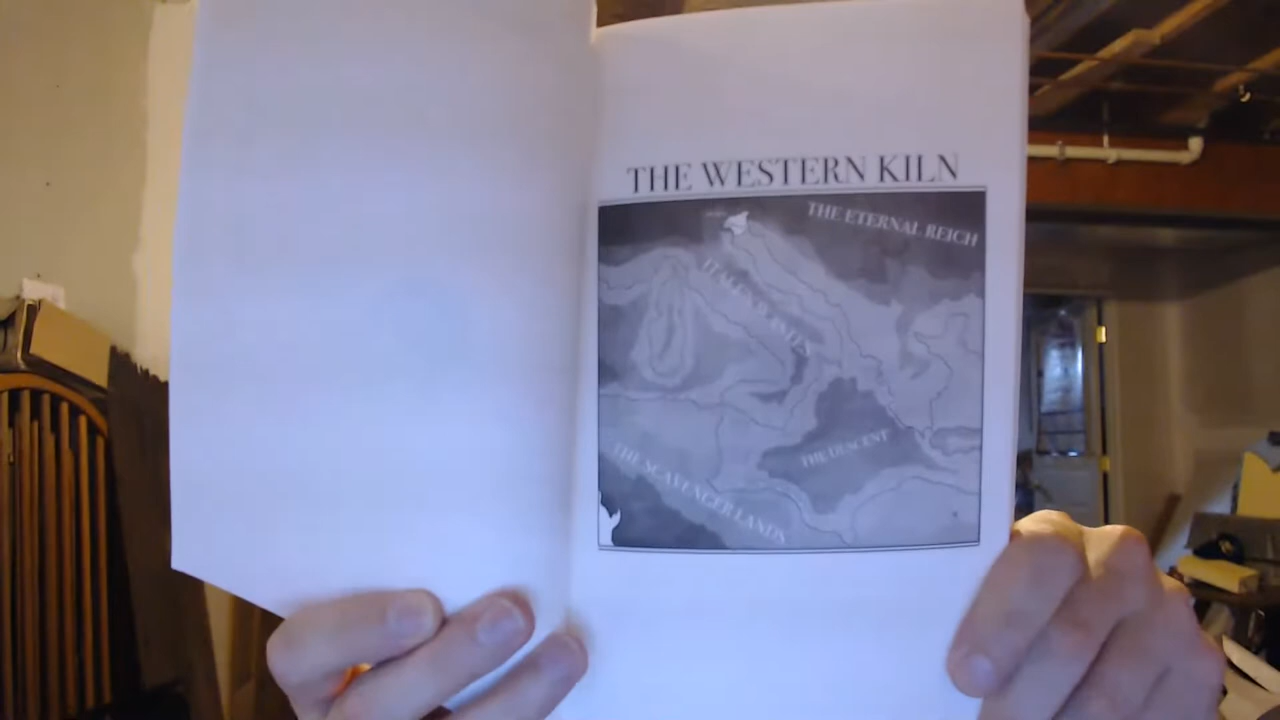 THE WESTERN KILN
THE ETERNAL REICH
THE DESCENT
THE SCAVENGER LANDS